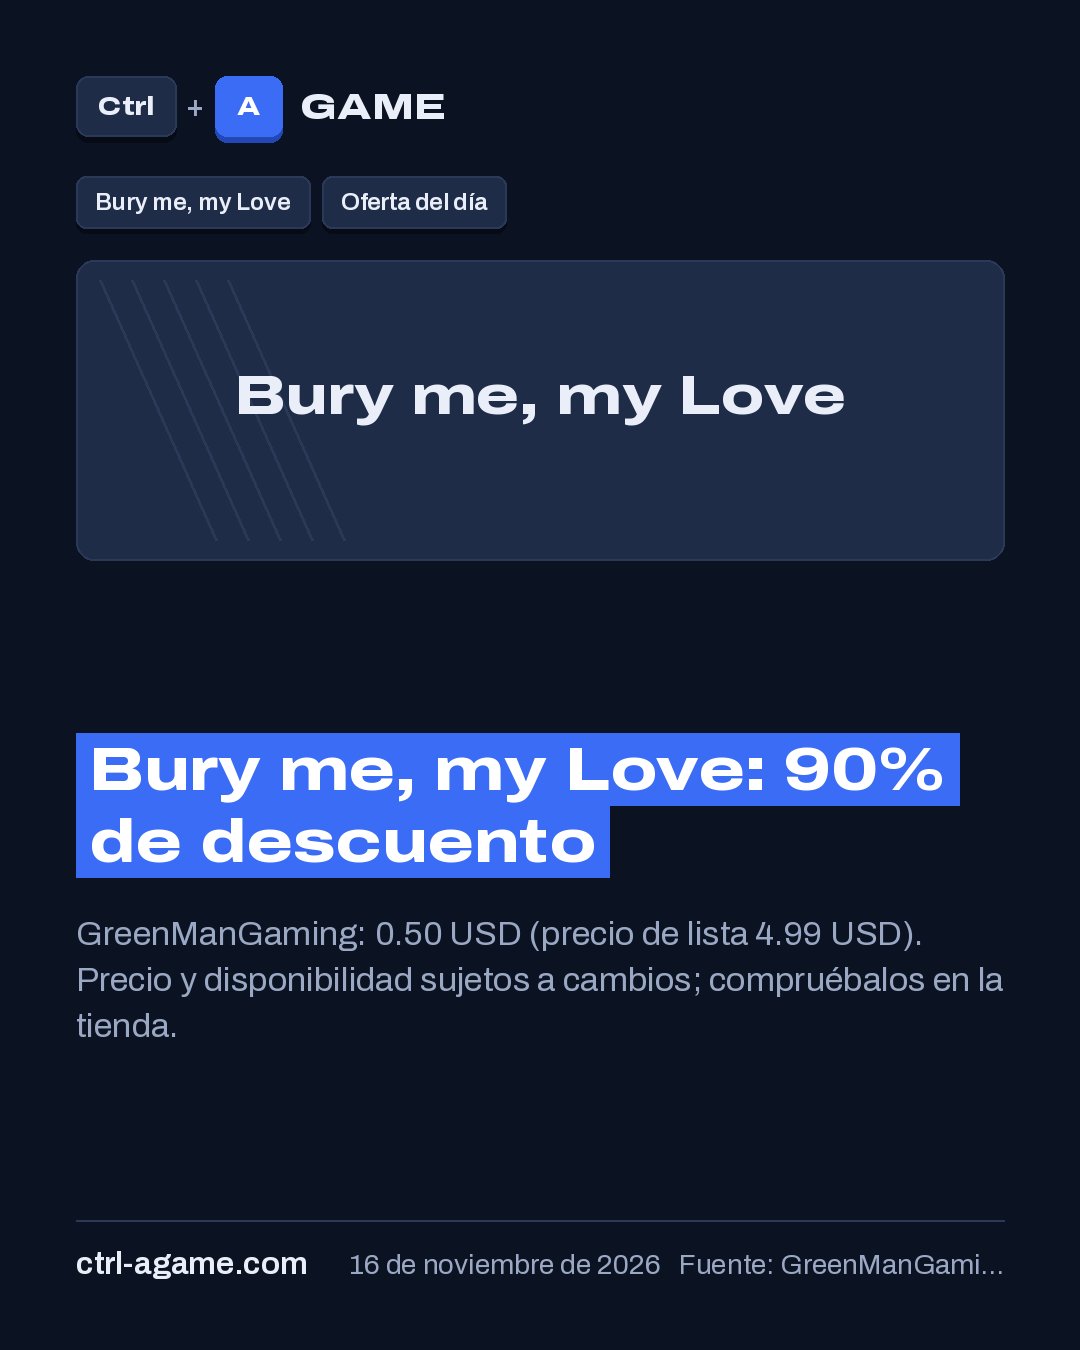 Ctrl + A GAME
Bury me, my Love Oferta del día
Bury me, my Love
Bury me, my Love: 90%
de descuento
GreenManGaming: 0.50 USD (precio de lista 4.99 USD).
Precio y disponibilidad sujetos a cambios; compruébalos en la
tienda.
ctrl-agame.com 16 de noviembre de 2026 Fuente: GreenManGami...